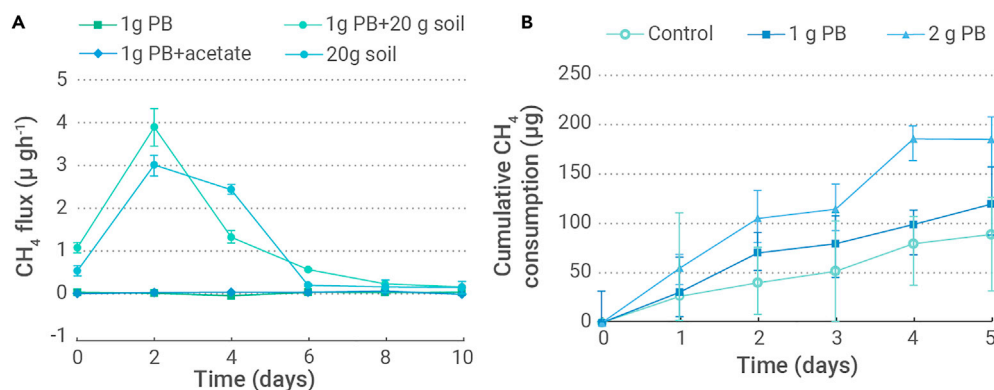 A
1g PB
1g PB+20 g soil
1g PB+acetate
20g soil
CH₄ flux (µ gh⁻¹)
5
4
3
2
1
0
-1
0 2 4 6 8 10
Time (days)
B
Control
1 g PB
2 g PB
Cumulative CH₄
consumption (µg)
250
200
150
100
50
0
0 1 2 3 4 5
Time (days)